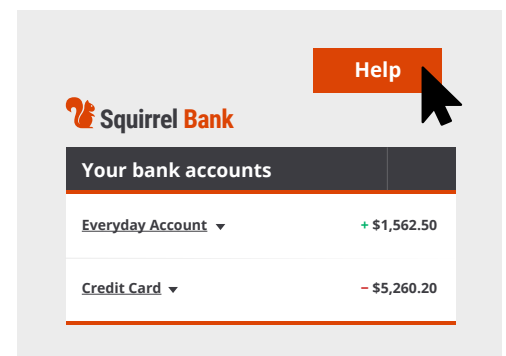 Help
Squirrel Bank
Your bank accounts
Everyday Account + $1,562.50
Credit Card − $5,260.20